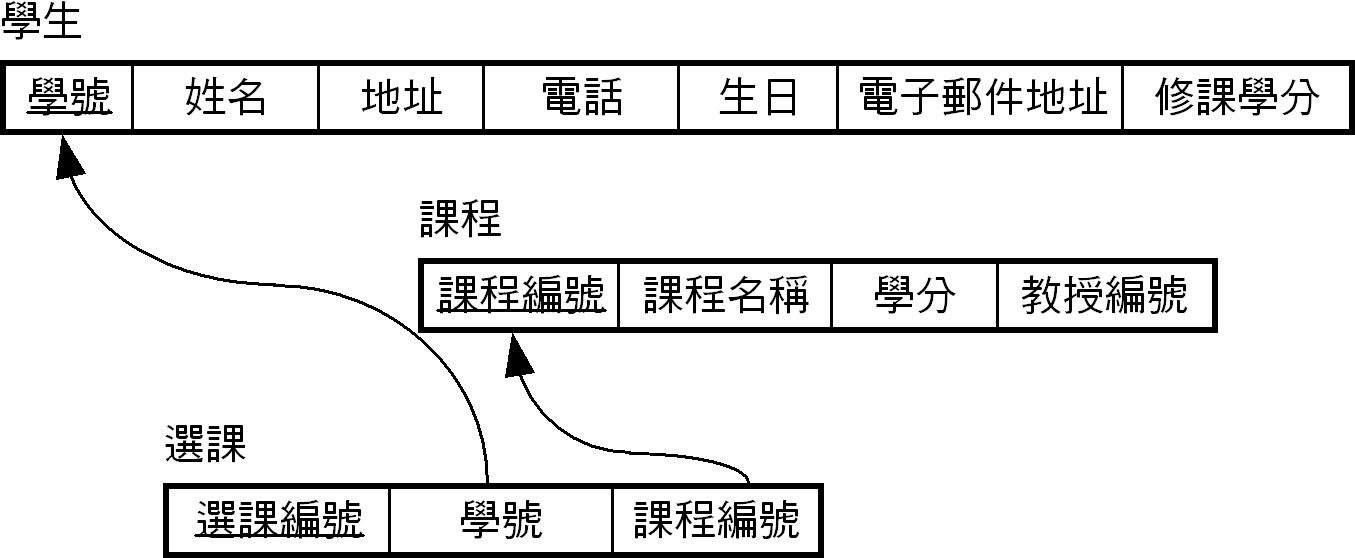 學生
學號 姓名 地址 電話 生日 電子郵件地址 修課學分
課程
課程編號 課程名稱 學分 教授編號
選課
選課編號 學號 課程編號